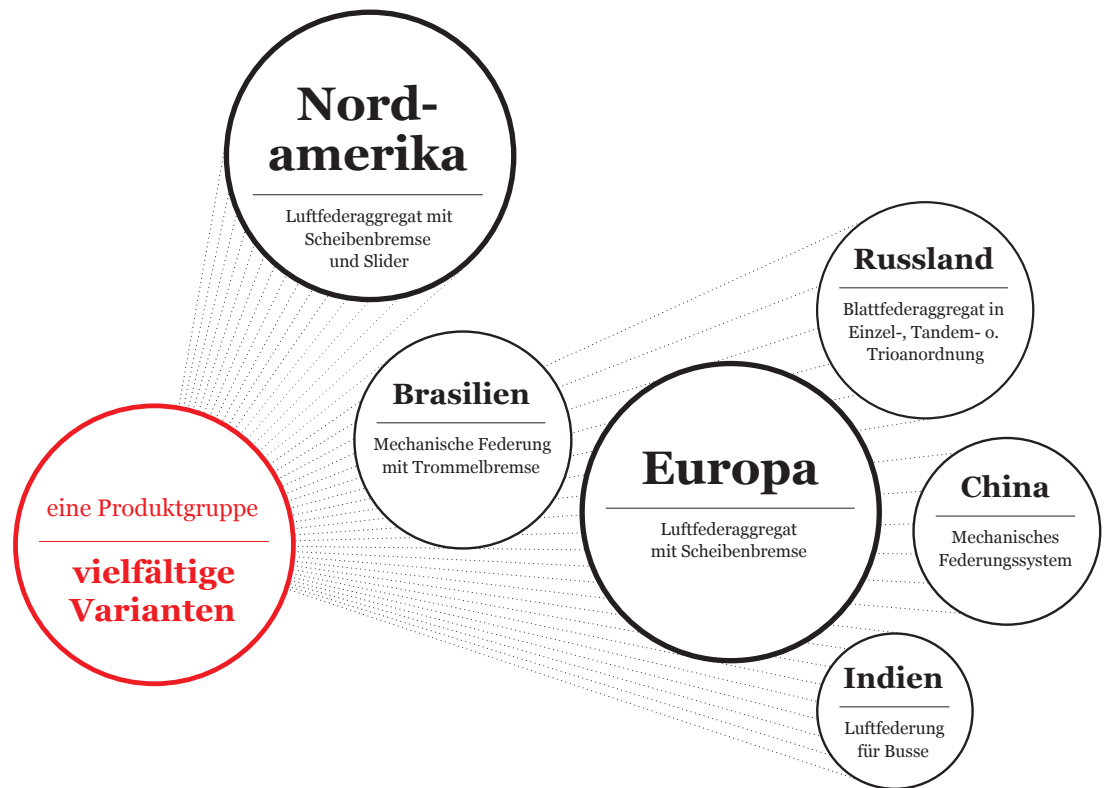 Nord-
amerika
Luftfederaggregat mit
Scheibenbremse
und Slider
Russland
Blattfederaggregat in
Einzel-, Tandem- o.
Trioanordnung
Brasilien
Mechanische Federung
mit Trommelbremse
Europa
Luftfederaggregat
mit Scheibenbremse
China
Mechanisches
Federungssystem
eine Produktgruppe
vielfältige
Varianten
Indien
Luftfederung
für Busse